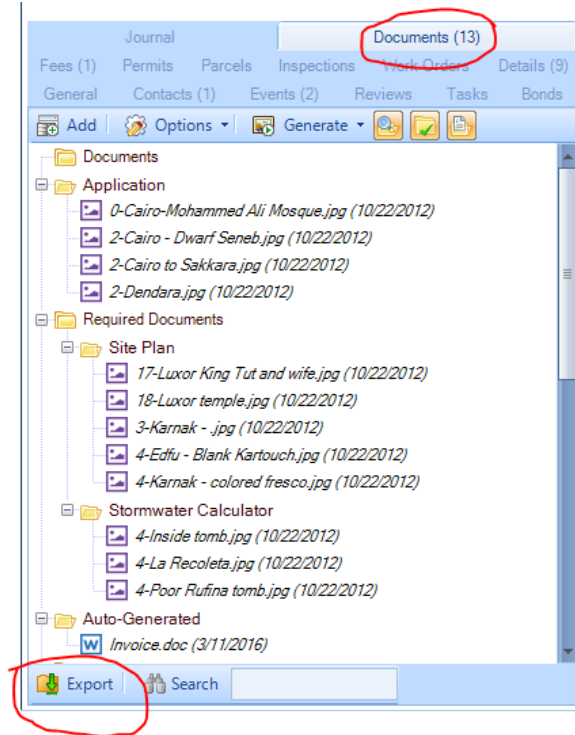 Journal Documents (13)
Fees (1) Permits Parcels Inspections Work Orders Details (9)
General Contacts (1) Events (2) Reviews Tasks Bonds
Add Options Generate
Documents
Application
0-Cairo-Mohammed Ali Mosque.jpg (10/22/2012)
2-Cairo - Dwarf Seneb.jpg (10/22/2012)
2-Cairo to Sakkara.jpg (10/22/2012)
2-Dendara.jpg (10/22/2012)
Required Documents
Site Plan
17-Luxor King Tut and wife.jpg (10/22/2012)
18-Luxor temple.jpg (10/22/2012)
3-Karnak - .jpg (10/22/2012)
4-Edfu - Blank Kartouch.jpg (10/22/2012)
4-Karnak - colored fresco.jpg (10/22/2012)
Stormwater Calculator
4-Inside tomb.jpg (10/22/2012)
4-La Recoleta.jpg (10/22/2012)
4-Poor Rufina tomb.jpg (10/22/2012)
Auto-Generated
W Invoice.doc (3/11/2016)
Export Search